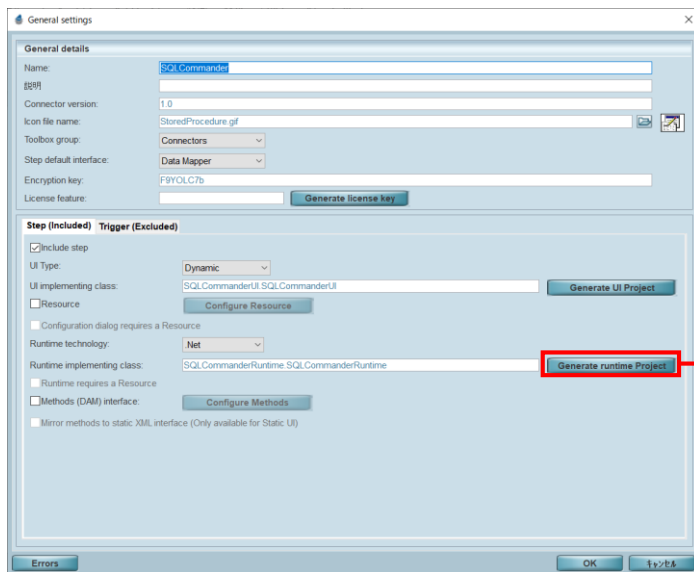 General settings
General details
Name: SQLCommander
説明
Connector version: 1.0
Icon file name: StoredProcedure.gif
Toolbox group: Connectors
Step default interface: Data Mapper
Encryption key: F9YOLC7b
License feature: Generate license key
Step (Included) Trigger (Excluded)
Include step
UI Type: Dynamic
UI implementing class: SQLCommanderUI.SQLCommanderUI Generate UI Project
Resource Configure Resource
Configuration dialog requires a Resource
Runtime technology: .Net
Runtime implementing class: SQLCommanderRuntime.SQLCommanderRuntime Generate runtime Project
Runtime requires a Resource
Methods (DAM) interface: Configure Methods
Mirror methods to static XML interface (Only available for Static UI)
Errors OK ｷｬﾝｾﾙ